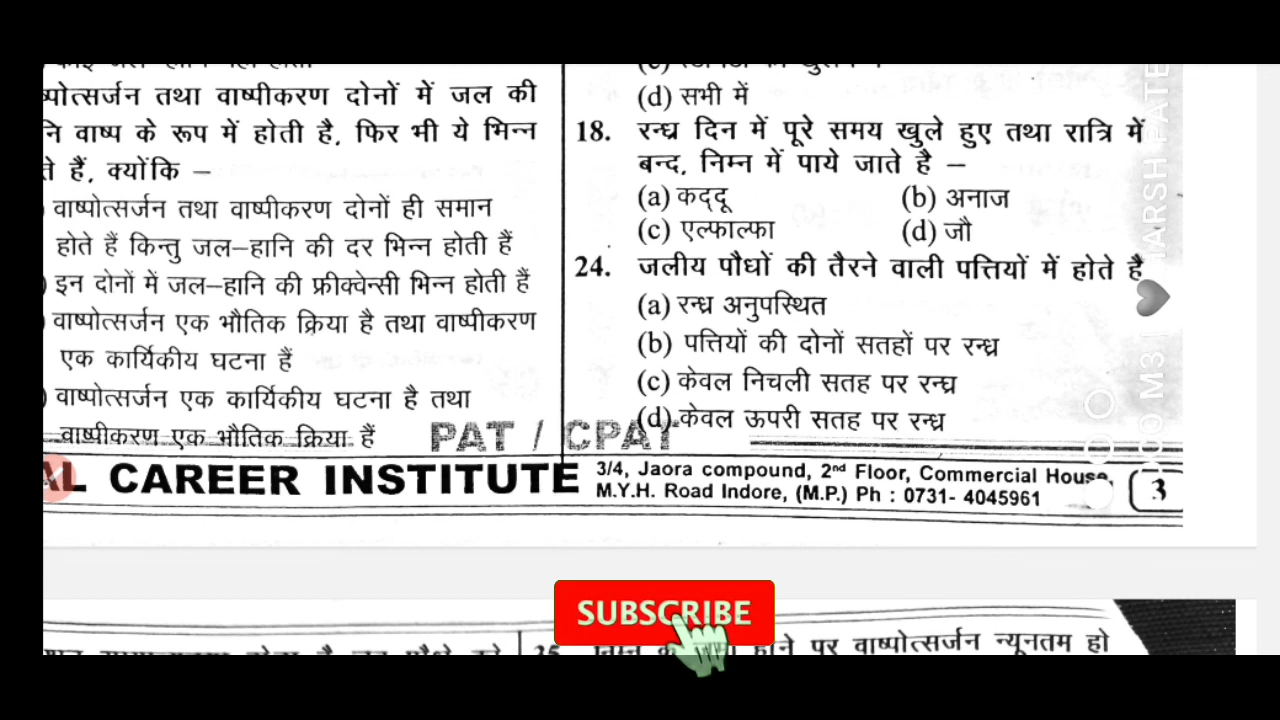 ष्पोत्सर्जन तथा वाष्पीकरण दोनों में जल की
नि वाष्प के रूप में होती है, फिर भी ये भिन्न
ते हैं, क्योंकि –
वाष्पोत्सर्जन तथा वाष्पीकरण दोनों ही समान
होते हैं किन्तु जल–हानि की दर भिन्न होती हैं
इन दोनों में जल–हानि की फ्रीक्वेन्सी भिन्न होती हैं
वाष्पोत्सर्जन एक भौतिक क्रिया है तथा वाष्पीकरण
एक कार्यिकीय घटना हैं
वाष्पोत्सर्जन एक कार्यिकीय घटना है तथा
वाष्पीकरण एक भौतिक क्रिया हैं
(d) सभी में
18. रन्ध्र दिन में पूरे समय खुले हुए तथा रात्रि में
बन्द, निम्न में पाये जाते है –
(a) कद्दू (b) अनाज
(c) एल्फाल्फा (d) जौ
24. जलीय पौधों की तैरने वाली पत्तियों में होते है
(a) रन्ध्र अनुपस्थित
(b) पत्तियों की दोनों सतहों पर रन्ध्र
(c) केवल निचली सतह पर रन्ध्र
(d) केवल ऊपरी सतह पर रन्ध्र
PAT / CPAT
AL CAREER INSTITUTE
3/4, Jaora compound, 2nd Floor, Commercial House,
M.Y.H. Road Indore, (M.P.) Ph : 0731- 4045961
3
SUBSCRIBE
पर वाष्पोत्सर्जन न्यूनतम हो